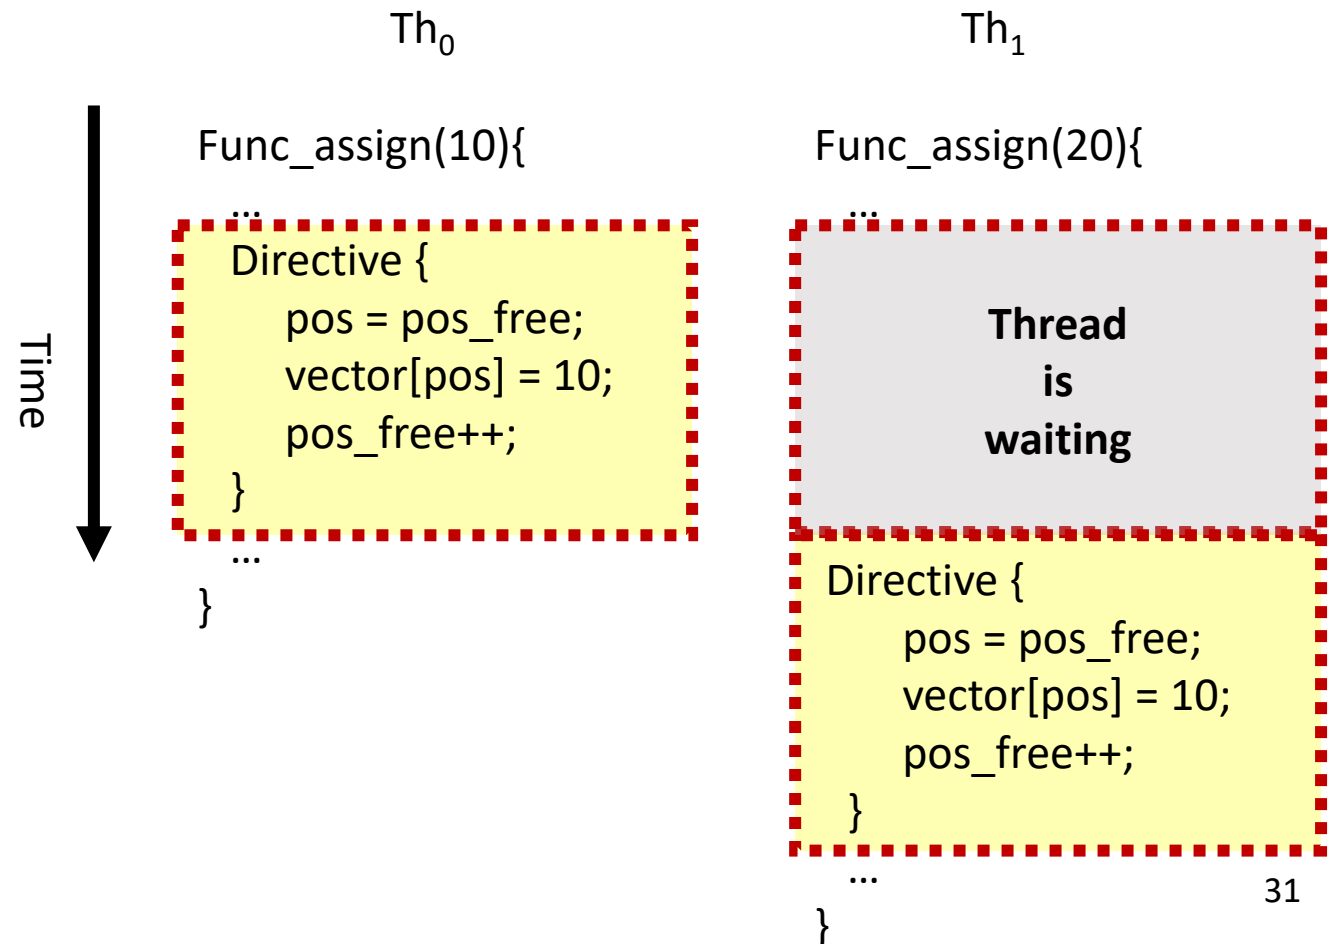 Th₀
Th₁
Time
Func_assign(10){
...
Directive {
pos = pos_free;
vector[pos] = 10;
pos_free++;
}
...
}
Func_assign(20){
...
Thread
is
waiting
Directive {
pos = pos_free;
vector[pos] = 10;
pos_free++;
}
...
}
31